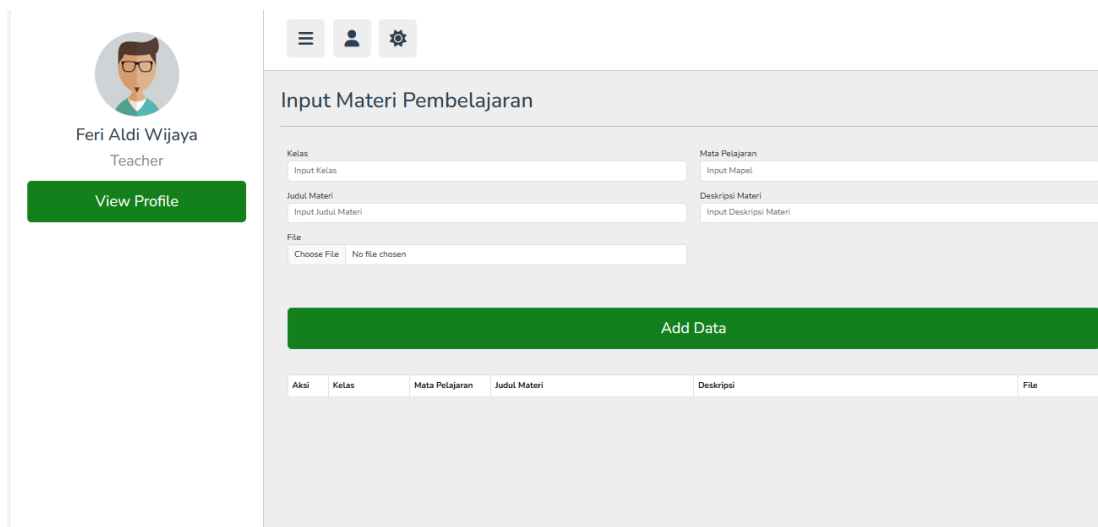 Feri Aldi Wijaya
Teacher
View Profile
Input Materi Pembelajaran
Kelas
Input Kelas
Mata Pelajaran
Input Mapel
Judul Materi
Input Judul Materi
Deskripsi Materi
Input Deskripsi Materi
File
Choose File No file chosen
Add Data
Aksi Kelas Mata Pelajaran Judul Materi Deskripsi File